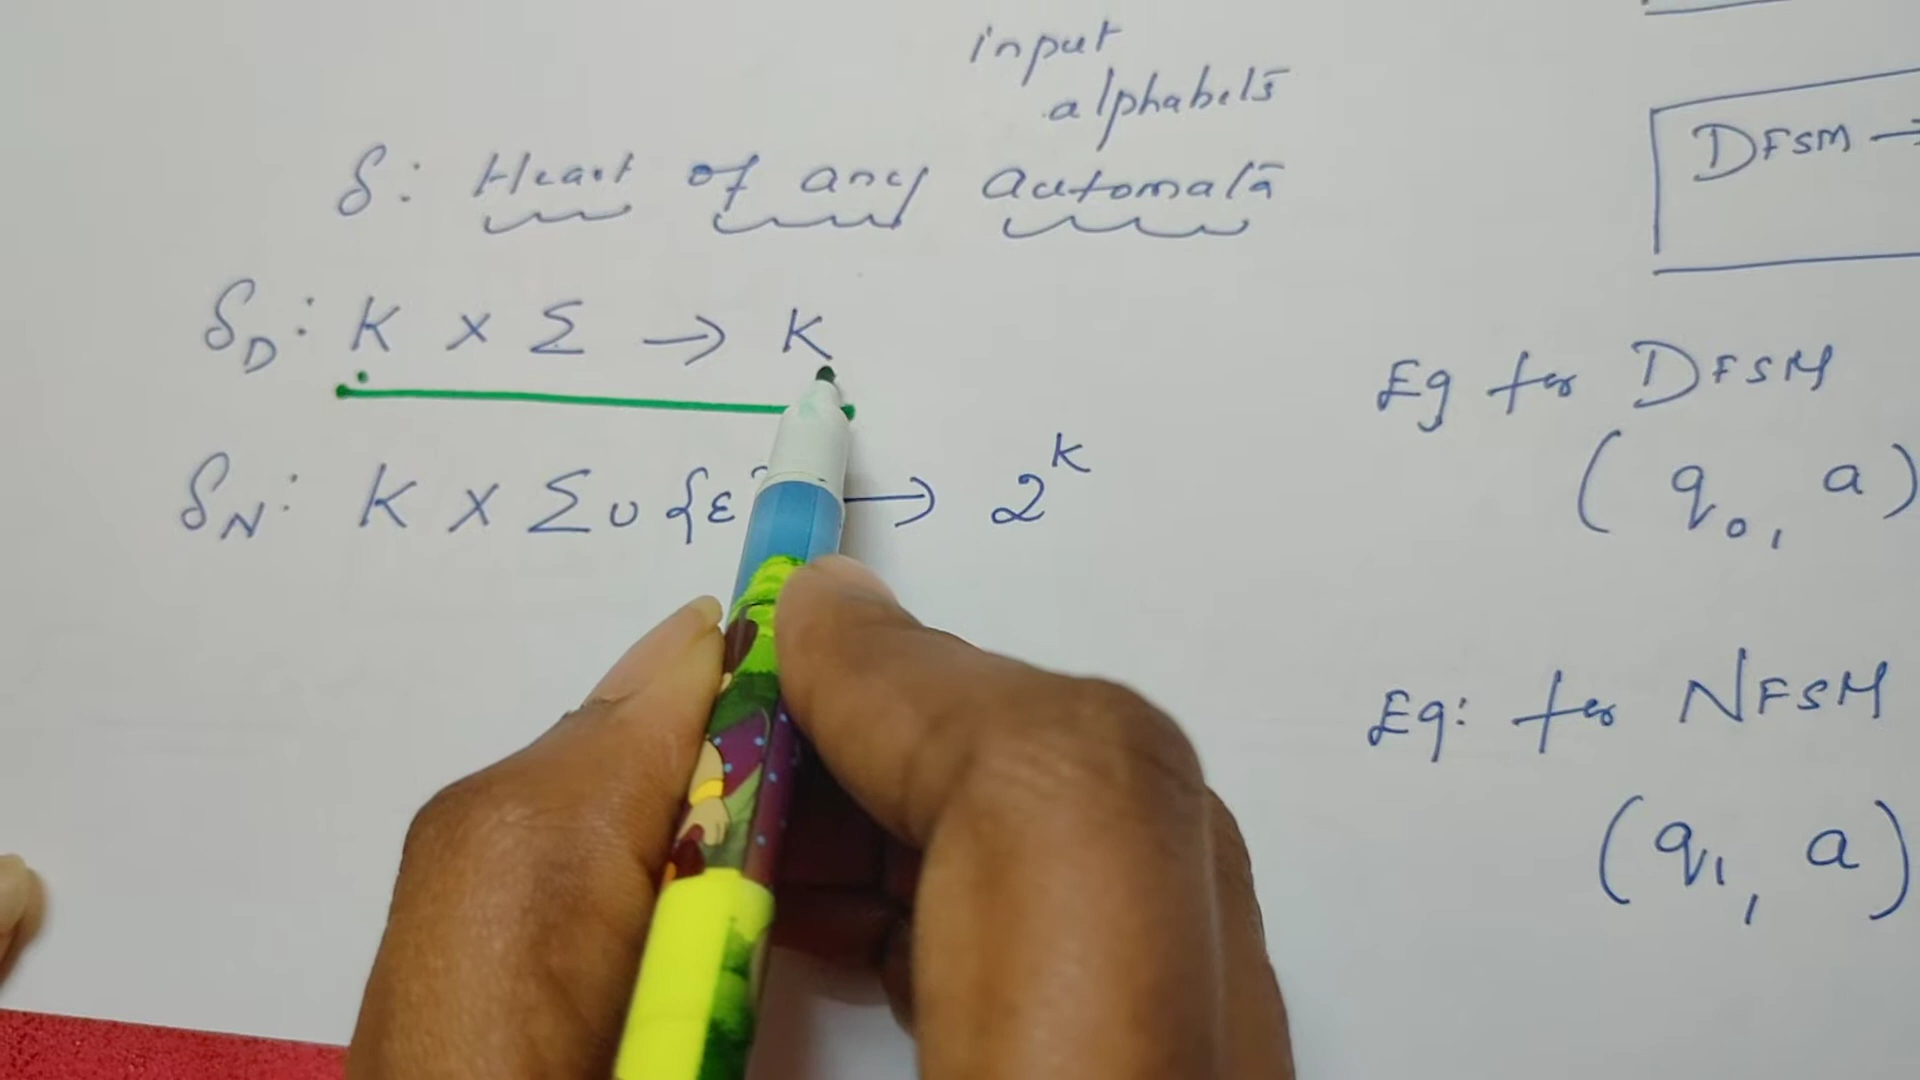 input
alphabets
δ: Heart of any automata
δD: K × Σ → K
δN: K × Σ ∪ {ε → 2^K
DFSM →
Eg for DFSM
(q0, a)
Eg: for NFSM
(q1, a)